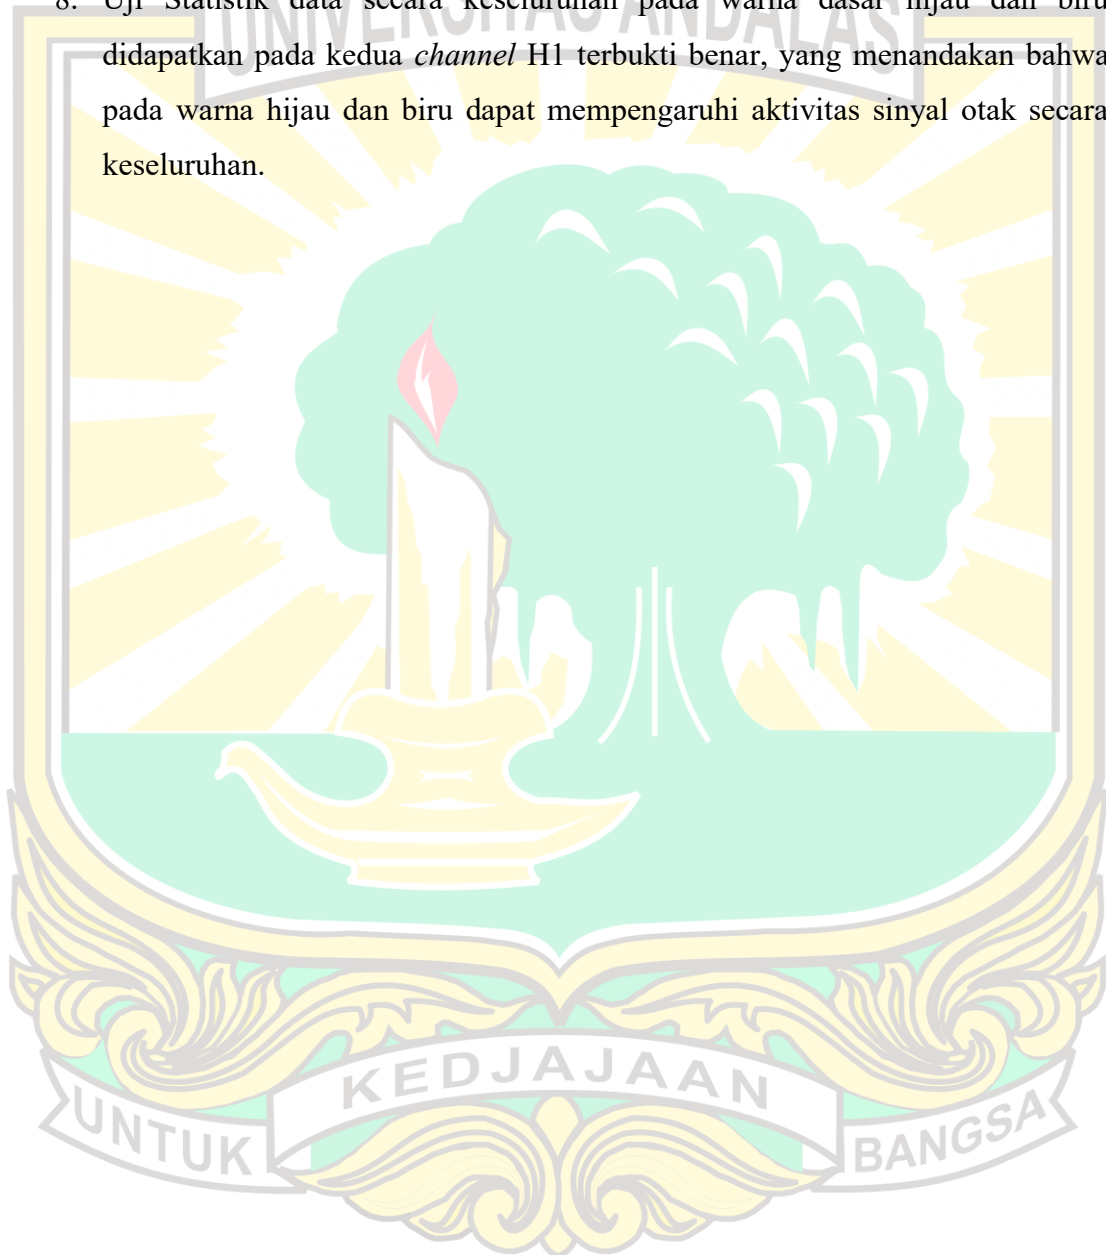 UNIVERSITAS ANDALAS
8. Uji Statistik data secara keseluruhan pada warna dasar hijau dan biru
didapatkan pada kedua channel H1 terbukti benar, yang menandakan bahwa
pada warna hijau dan biru dapat mempengaruhi aktivitas sinyal otak secara
keseluruhan.
KEDJAJAAN
UNTUK
BANGSA